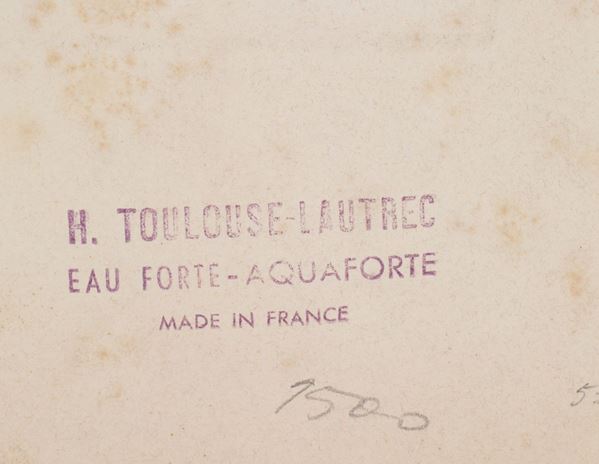 H. TOULOUSE-LAUTREC
EAU FORTE-AQUAFORTE
MADE IN FRANCE
1500